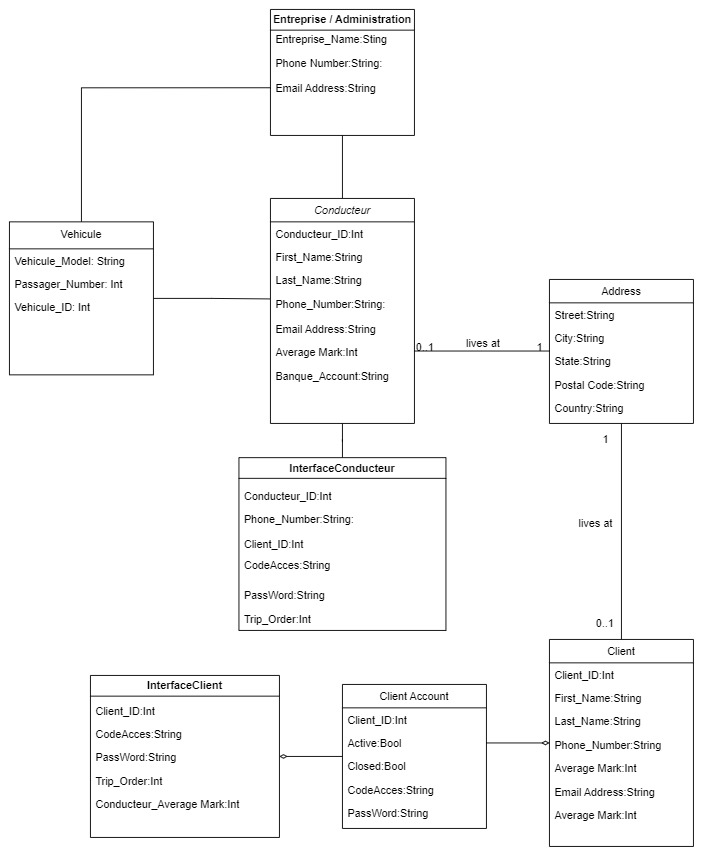 Entreprise / Administration
Entreprise_Name:Sting
Phone Number:String:
Email Address:String
Vehicule
Vehicule_Model: String
Passager_Number: Int
Vehicule_ID: Int
Conducteur
Conducteur_ID:Int
First_Name:String
Last_Name:String
Phone_Number:String:
Email Address:String
Average Mark:Int
Banque_Account:String
0..1
lives at
1
Address
Street:String
City:String
State:String
Postal Code:String
Country:String
1
lives at
0..1
InterfaceConducteur
Conducteur_ID:Int
Phone_Number:String:
Client_ID:Int
CodeAcces:String
PassWord:String
Trip_Order:Int
InterfaceClient
Client_ID:Int
CodeAcces:String
PassWord:String
Trip_Order:Int
Conducteur_Average Mark:Int
Client Account
Client_ID:Int
Active:Bool
Closed:Bool
CodeAcces:String
PassWord:String
Client
Client_ID:Int
First_Name:String
Last_Name:String
Phone_Number:String
Average Mark:Int
Email Address:String
Average Mark:Int